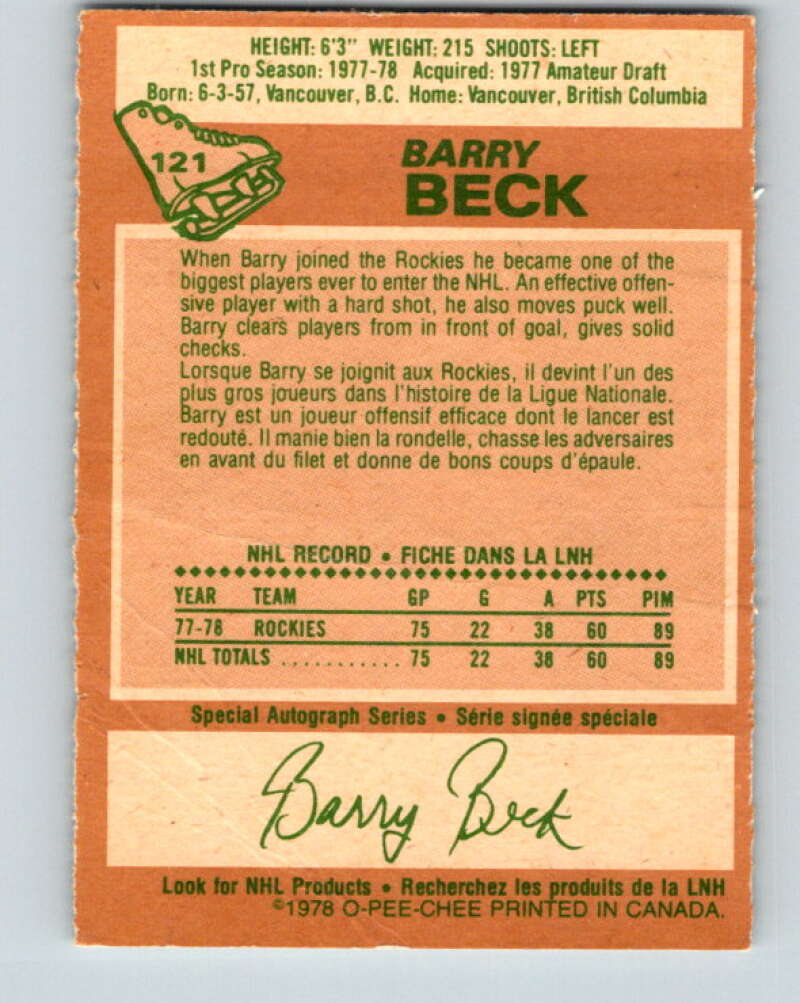 HEIGHT: 6'3" WEIGHT: 215 SHOOTS: LEFT
1st Pro Season: 1977-78 Acquired: 1977 Amateur Draft
Born: 6-3-57, Vancouver, B.C. Home: Vancouver, British Columbia
121
BARRY
BECK
When Barry joined the Rockies he became one of the
biggest players ever to enter the NHL. An effective offen-
sive player with a hard shot, he also moves puck well.
Barry clears players from in front of goal, gives solid
checks.
Lorsque Barry se joignit aux Rockies, il devint l'un des
plus gros joueurs dans l'histoire de la Ligue Nationale.
Barry est un joueur offensif efficace dont le lancer est
redouté. Il manie bien la rondelle, chasse les adversaires
en avant du filet et donne de bons coups d'épaule.
NHL RECORD • FICHE DANS LA LNH
YEAR TEAM GP G A PTS PIM
77-78 ROCKIES 75 22 38 60 89
NHL TOTALS ........... 75 22 38 60 89
Special Autograph Series • Série signée spéciale
Barry Beck
Look for NHL Products • Recherchez les produits de la LNH
©1978 O-PEE-CHEE PRINTED IN CANADA.